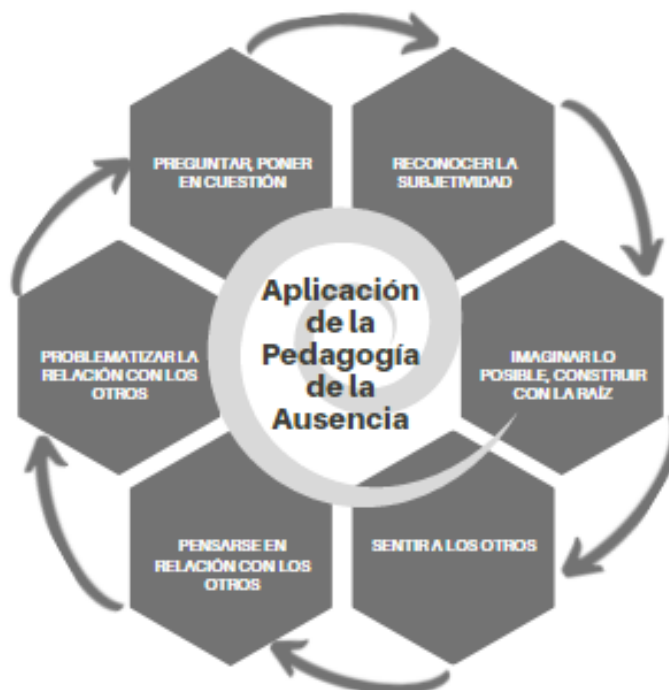 PREGUNTAR, PONER
EN CUESTIÓN
RECONOCER LA
SUBJETIVIDAD
IMAGINAR LO
POSIBLE, CONSTRUIR
CON LA RAÍZ
SENTIR A LOS OTROS
PENSARSE EN
RELACIÓN CON LOS
OTROS
PROBLEMATIZAR LA
RELACIÓN CON LOS
OTROS
Aplicación
de la
Pedagogía
de la
Ausencia